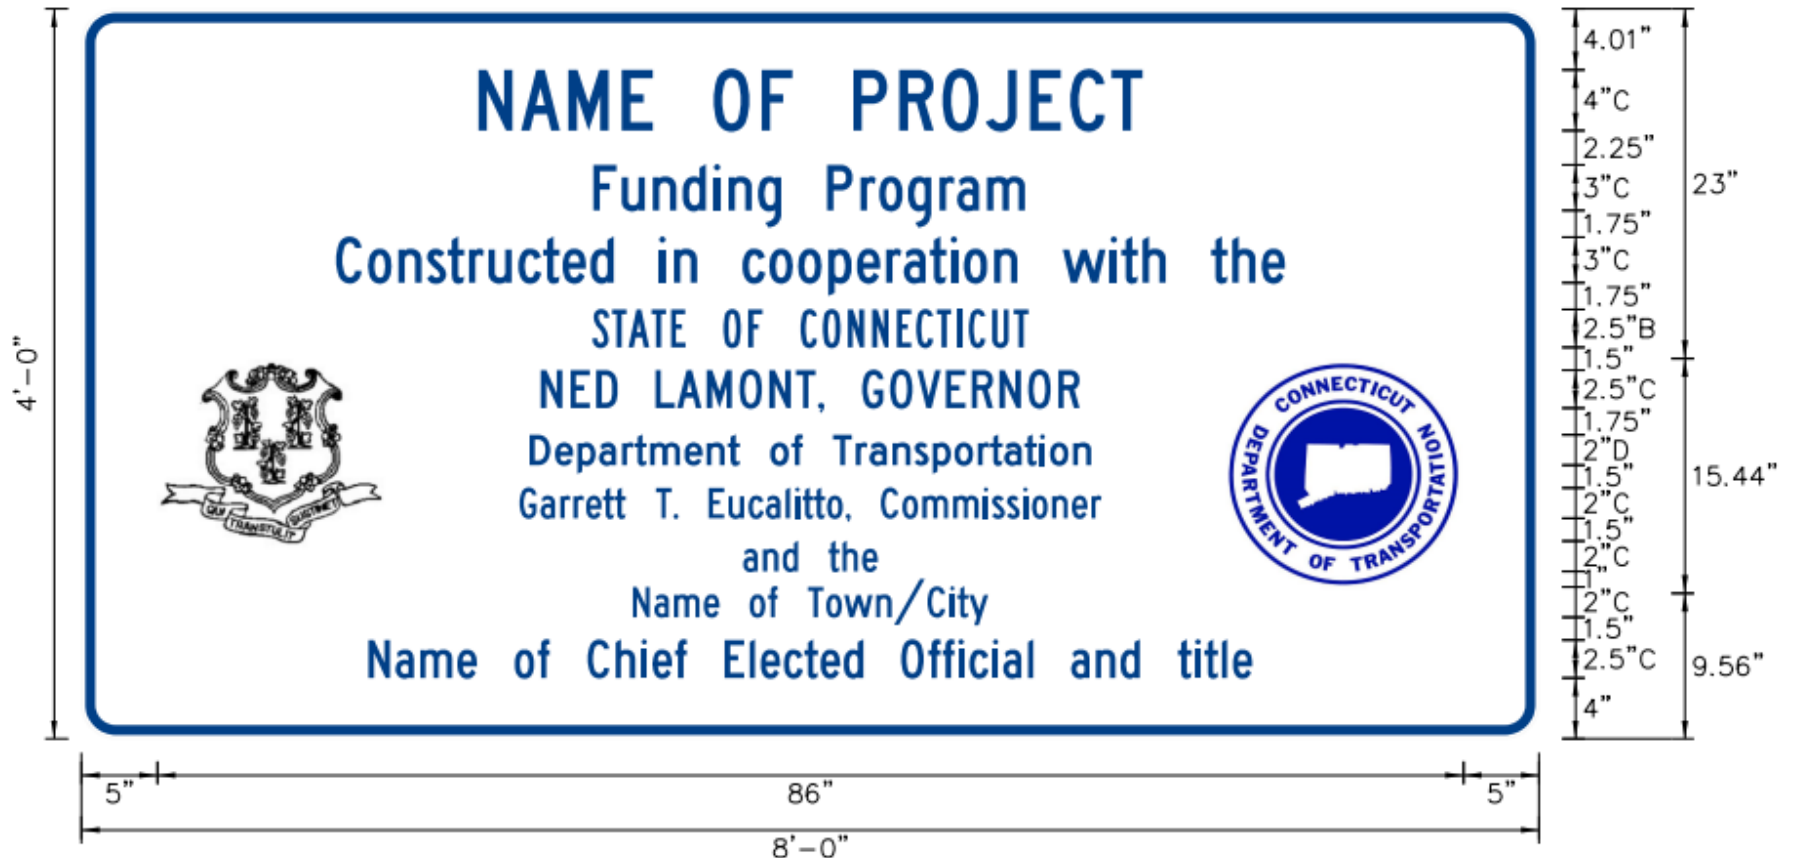 NAME OF PROJECT
Funding Program
Constructed in cooperation with the
STATE OF CONNECTICUT
NED LAMONT, GOVERNOR
Department of Transportation
Garrett T. Eucalitto, Commissioner
and the
Name of Town/City
Name of Chief Elected Official and title
QUI TRANSTULIT SUSTINET
CONNECTICUT
DEPARTMENT OF TRANSPORTATION
4'-0"
4.01"
4"C
2.25"
3"C
1.75"
3"C
1.75"
2.5"B
1.5"
2.5"C
1.75"
2"D
1.5"
2"C
1.5"
2"C
1"
2"C
1.5"
2.5"C
4"
23"
15.44"
9.56"
5"
86"
5"
8'-0"